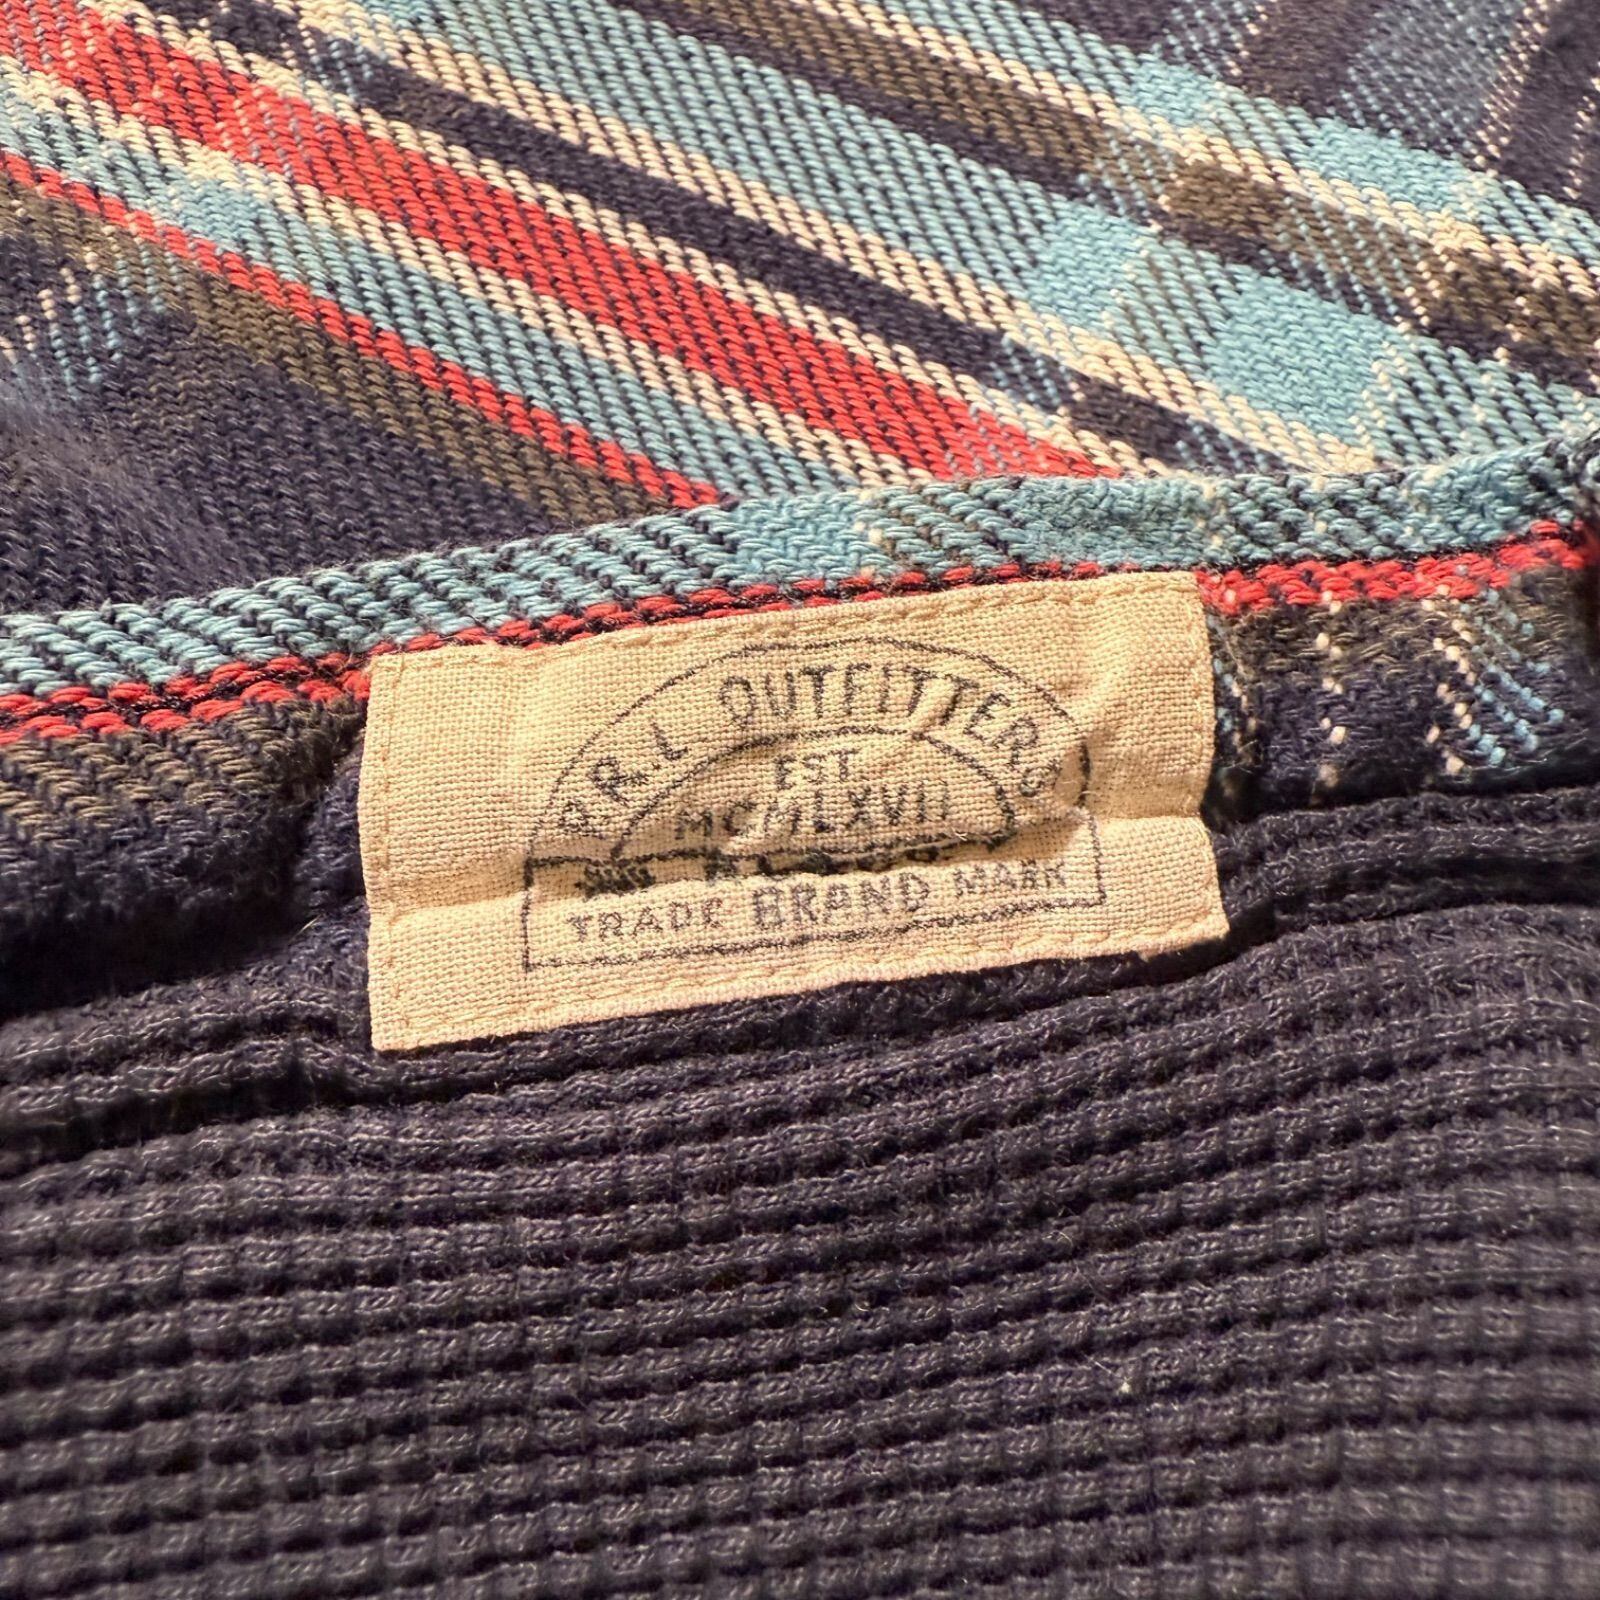 P.R.L OUTFITTERS
EST.
MCMLXVII
TRADE BRAND MARK